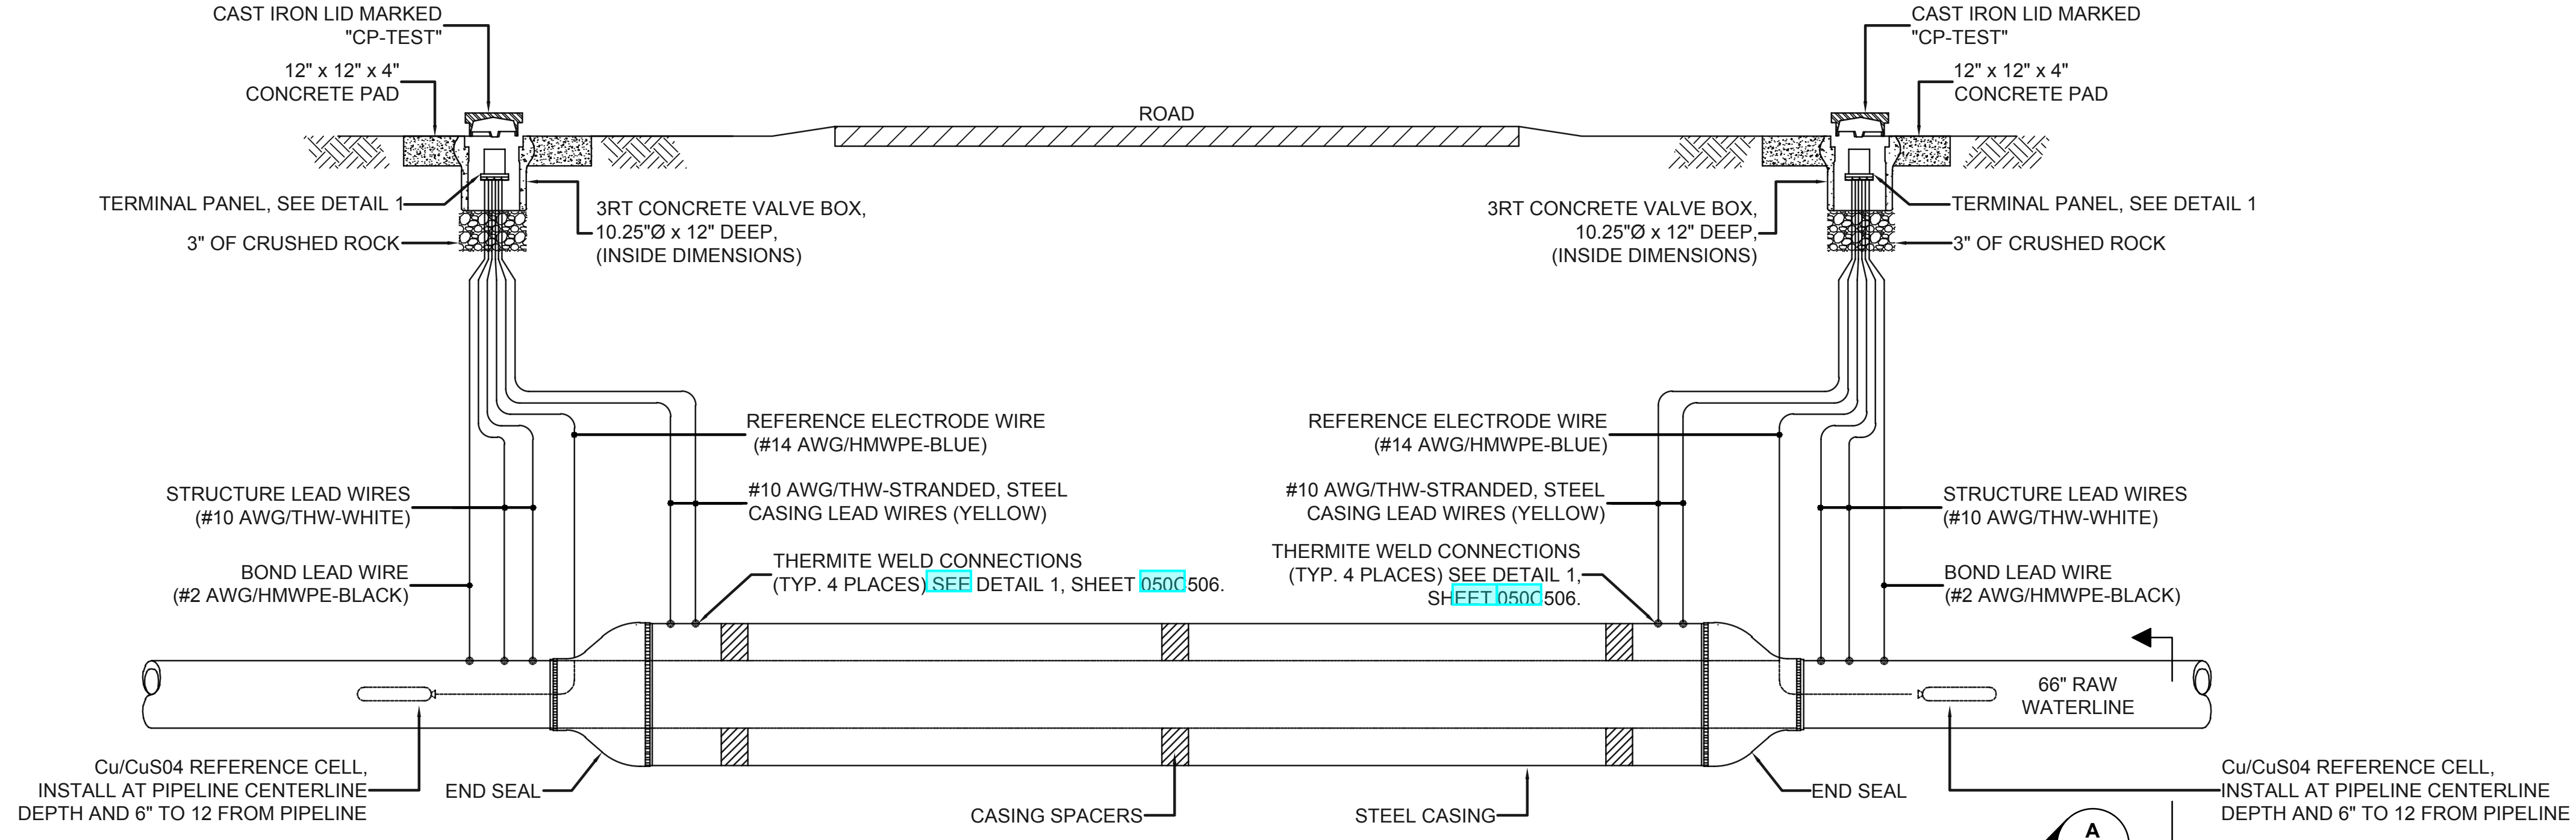 CAST IRON LID MARKED
"CP-TEST"
12" x 12" x 4"
CONCRETE PAD
TERMINAL PANEL, SEE DETAIL 1
3" OF CRUSHED ROCK
3RT CONCRETE VALVE BOX,
10.25"Ø x 12" DEEP,
(INSIDE DIMENSIONS)
ROAD
CAST IRON LID MARKED
"CP-TEST"
12" x 12" x 4"
CONCRETE PAD
3RT CONCRETE VALVE BOX,
10.25"Ø x 12" DEEP,
(INSIDE DIMENSIONS)
TERMINAL PANEL, SEE DETAIL 1
3" OF CRUSHED ROCK
REFERENCE ELECTRODE WIRE
(#14 AWG/HMWPE-BLUE)
STRUCTURE LEAD WIRES
(#10 AWG/THW-WHITE)
#10 AWG/THW-STRANDED, STEEL
CASING LEAD WIRES (YELLOW)
BOND LEAD WIRE
(#2 AWG/HMWPE-BLACK)
THERMITE WELD CONNECTIONS
(TYP. 4 PLACES) SEE DETAIL 1, SHEET 050C506.
REFERENCE ELECTRODE WIRE
(#14 AWG/HMWPE-BLUE)
#10 AWG/THW-STRANDED, STEEL
CASING LEAD WIRES (YELLOW)
STRUCTURE LEAD WIRES
(#10 AWG/THW-WHITE)
THERMITE WELD CONNECTIONS
(TYP. 4 PLACES) SEE DETAIL 1,
SHEET 050C506.
BOND LEAD WIRE
(#2 AWG/HMWPE-BLACK)
66" RAW
WATERLINE
Cu/CuS04 REFERENCE CELL,
INSTALL AT PIPELINE CENTERLINE
DEPTH AND 6" TO 12 FROM PIPELINE
END SEAL
CASING SPACERS
STEEL CASING
END SEAL
Cu/CuS04 REFERENCE CELL,
INSTALL AT PIPELINE CENTERLINE
DEPTH AND 6" TO 12 FROM PIPELINE
A